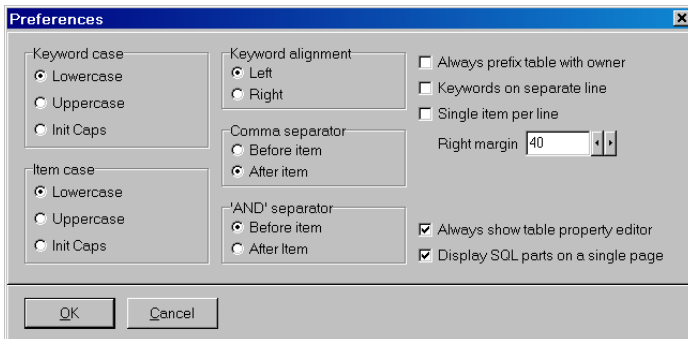 Preferences
Keyword case
Lowercase
Uppercase
Init Caps
Item case
Lowercase
Uppercase
Init Caps
Keyword alignment
Left
Right
Comma separator
Before item
After item
'AND' separator
Before item
After Item
Always prefix table with owner
Keywords on separate line
Single item per line
Right margin 40
Always show table property editor
Display SQL parts on a single page
OK
Cancel